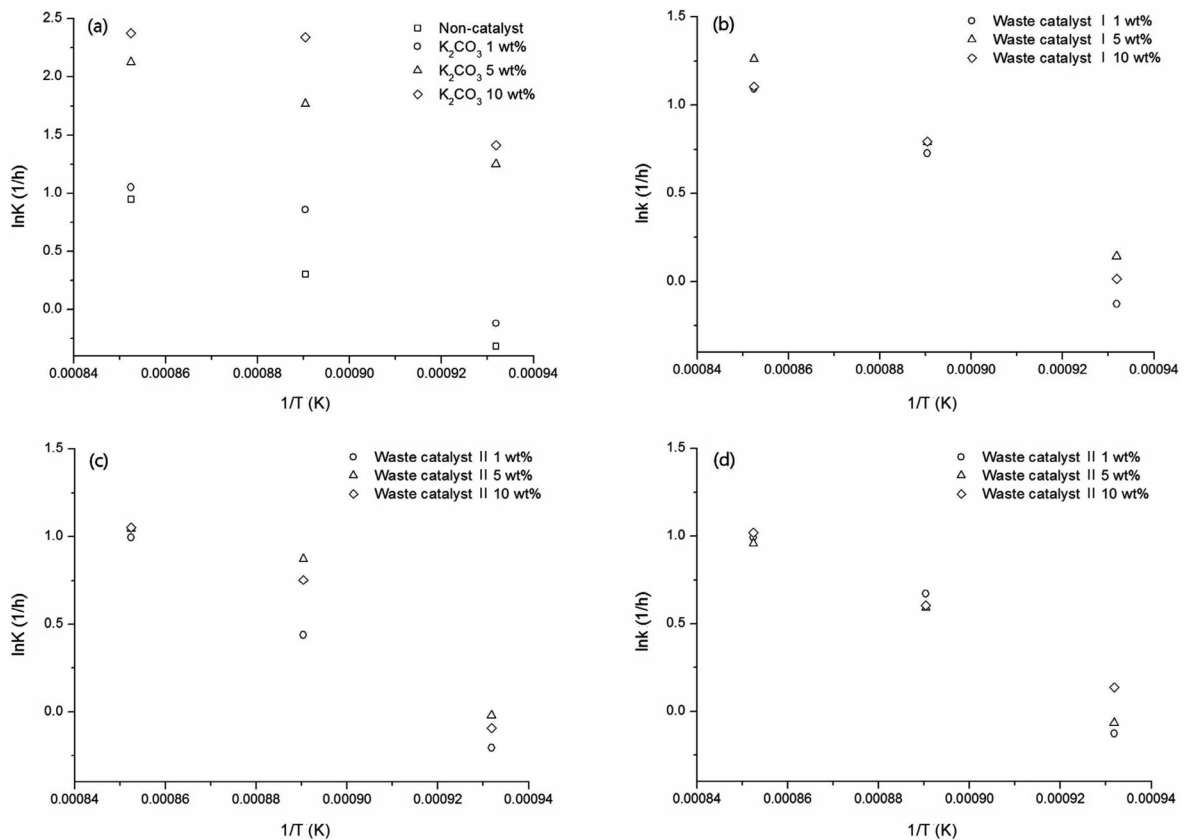 (a)
Non-catalyst
K₂CO₃ 1 wt%
K₂CO₃ 5 wt%
K₂CO₃ 10 wt%
2.5
2.0
1.5
1.0
0.5
0.0
lnK (1/h)
0.00084 0.00086 0.00088 0.00090 0.00092 0.00094
1/T (K)
(b)
Waste catalyst Ⅰ 1 wt%
Waste catalyst Ⅰ 5 wt%
Waste catalyst Ⅰ 10 wt%
1.5
1.0
0.5
0.0
lnk (1/h)
0.00084 0.00086 0.00088 0.00090 0.00092 0.00094
1/T (K)
(c)
Waste catalyst Ⅱ 1 wt%
Waste catalyst Ⅱ 5 wt%
Waste catalyst Ⅱ 10 wt%
1.5
1.0
0.5
0.0
lnK (1/h)
0.00084 0.00086 0.00088 0.00090 0.00092 0.00094
1/T (K)
(d)
Waste catalyst Ⅱ 1 wt%
Waste catalyst Ⅱ 5 wt%
Waste catalyst Ⅱ 10 wt%
1.5
1.0
0.5
0.0
lnk (1/h)
0.00084 0.00086 0.00088 0.00090 0.00092 0.00094
1/T (K)